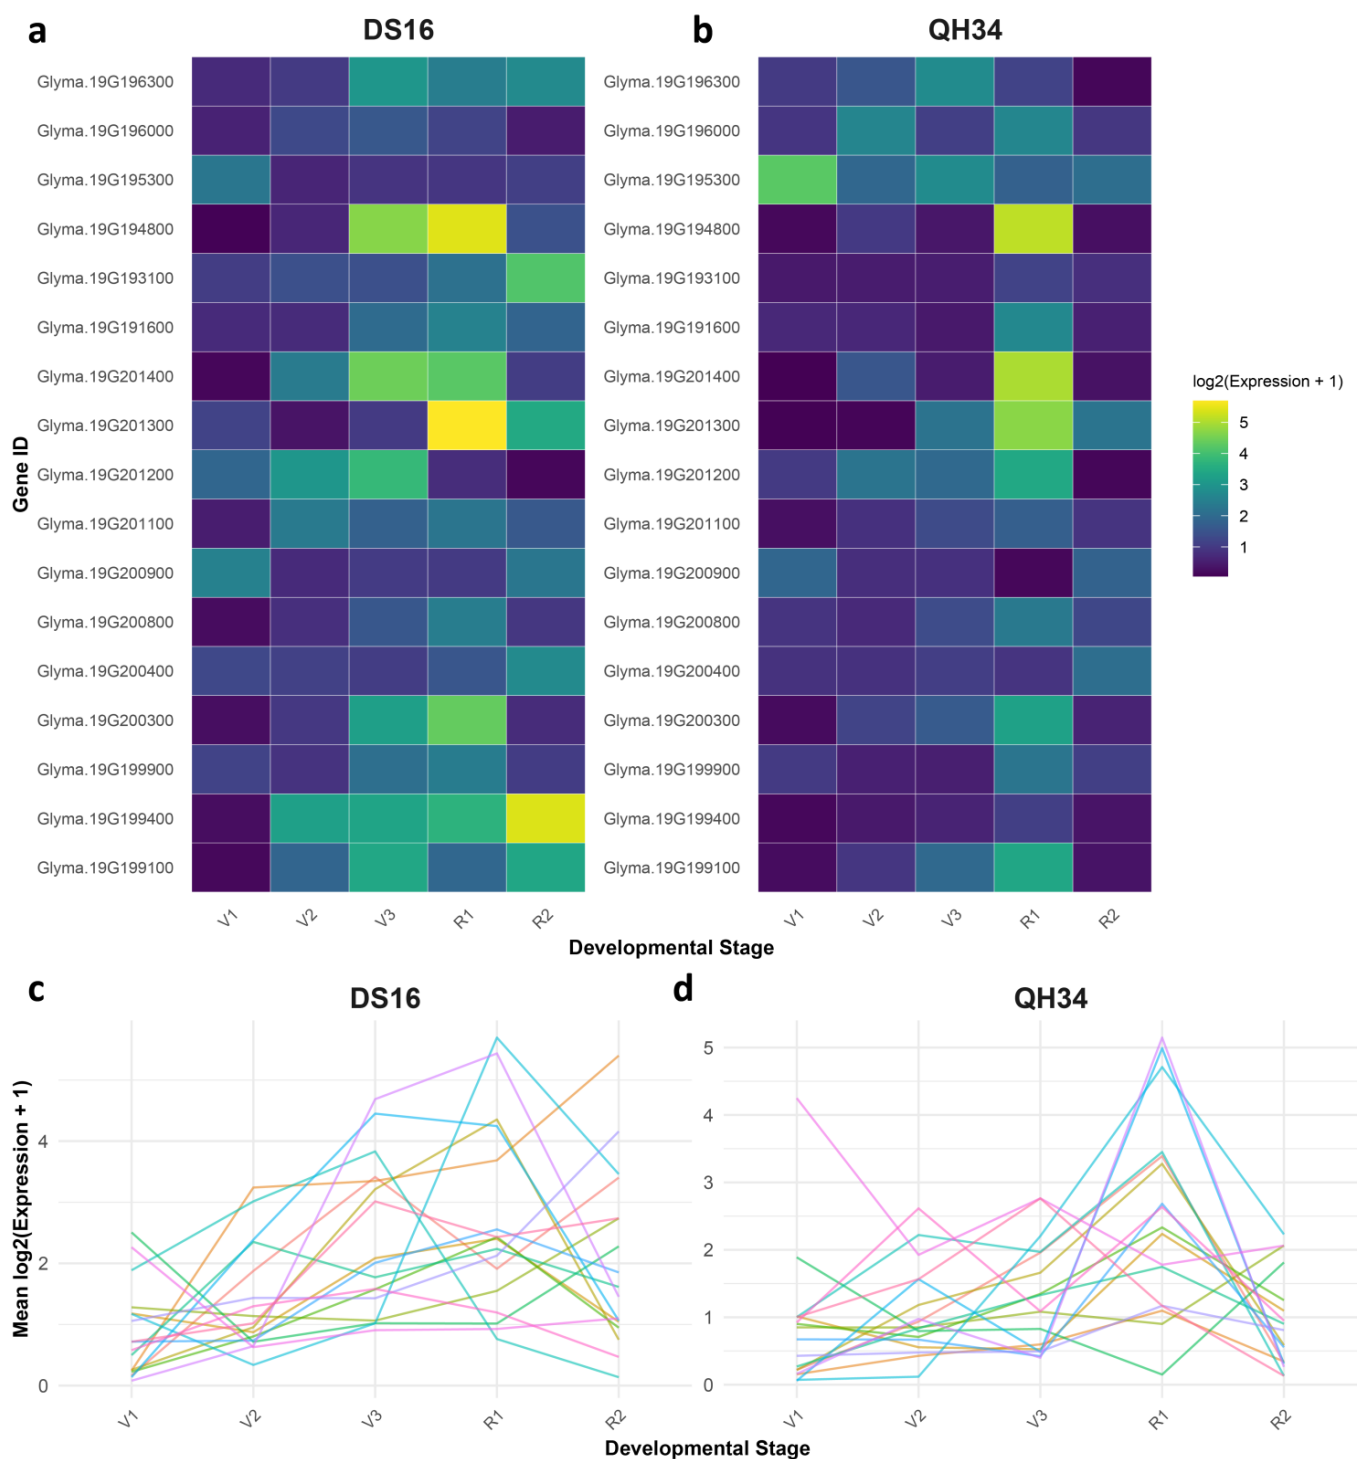 a
DS16
b
QH34
Gene ID
Glyma.19G196300
Glyma.19G196000
Glyma.19G195300
Glyma.19G194800
Glyma.19G193100
Glyma.19G191600
Glyma.19G201400
Glyma.19G201300
Glyma.19G201200
Glyma.19G201100
Glyma.19G200900
Glyma.19G200800
Glyma.19G200400
Glyma.19G200300
Glyma.19G199900
Glyma.19G199400
Glyma.19G199100
V1 V2 V3 R1 R2
Glyma.19G196300
Glyma.19G196000
Glyma.19G195300
Glyma.19G194800
Glyma.19G193100
Glyma.19G191600
Glyma.19G201400
Glyma.19G201300
Glyma.19G201200
Glyma.19G201100
Glyma.19G200900
Glyma.19G200800
Glyma.19G200400
Glyma.19G200300
Glyma.19G199900
Glyma.19G199400
Glyma.19G199100
V1 V2 V3 R1 R2
log2(Expression + 1)
5
4
3
2
1
Developmental Stage
c
DS16
d
QH34
Mean log2(Expression + 1)
4
2
0
V1 V2 V3 R1 R2
5
4
3
2
1
0
V1 V2 V3 R1 R2
Developmental Stage